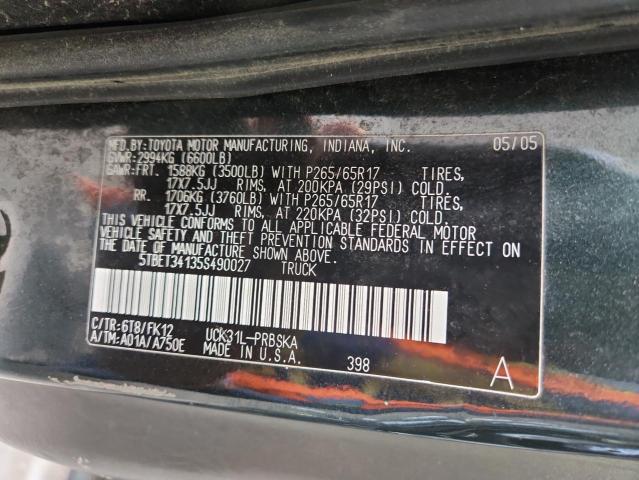 MFD.BY:TOYOTA MOTOR MANUFACTURING, INDIANA, INC. 05/05
GVWR:2994KG (6600LB)
GAWR:FRT. 1588KG (3500LB) WITH P265/65R17 TIRES,
17X7.5JJ RIMS, AT 200KPA (29PSI) COLD.
RR. 1706KG (3760LB) WITH P265/65R17 TIRES,
17X7.5JJ RIMS, AT 220KPA (32PSI) COLD.
THIS VEHICLE CONFORMS TO ALL APPLICABLE FEDERAL MOTOR
VEHICLE SAFETY AND THEFT PREVENTION STANDARDS IN EFFECT ON
THE DATE OF MANUFACTURE SHOWN ABOVE.
5TBET34135S490027 TRUCK
C/TR:6T8/FK12 UCK31L-PRBSKA
A/TM:A01A/A750E MADE IN U.S.A. 398 A